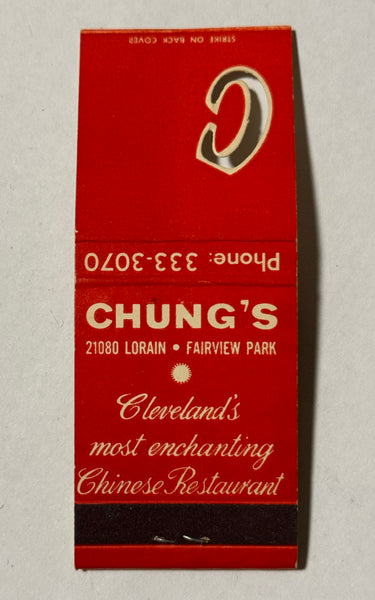 STRIKE ON BACK COVER
C
Phone: 333-3070
CHUNG'S
21080 LORAIN • FAIRVIEW PARK
Cleveland's
most enchanting
Chinese Restaurant